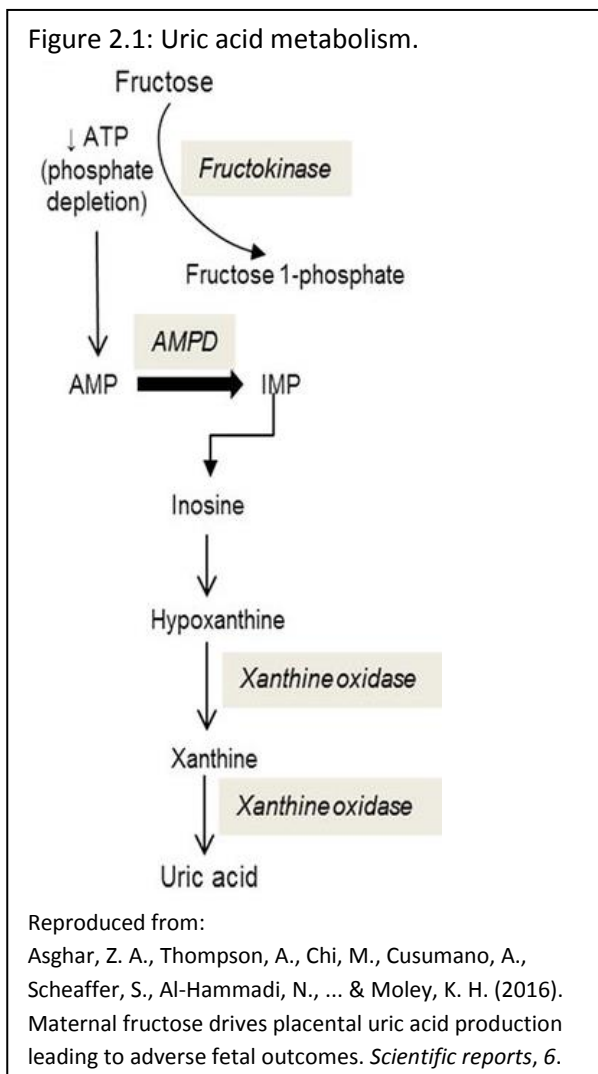 Figure 2.1: Uric acid metabolism.
Fructose
↓ ATP
(phosphate
depletion)
Fructokinase
Fructose 1-phosphate
AMPD
AMP
IMP
Inosine
Hypoxanthine
Xanthine oxidase
Xanthine
Xanthine oxidase
Uric acid
Reproduced from:
Asghar, Z. A., Thompson, A., Chi, M., Cusumano, A.,
Scheaffer, S., Al-Hammadi, N., ... & Moley, K. H. (2016).
Maternal fructose drives placental uric acid production
leading to adverse fetal outcomes. Scientific reports, 6.